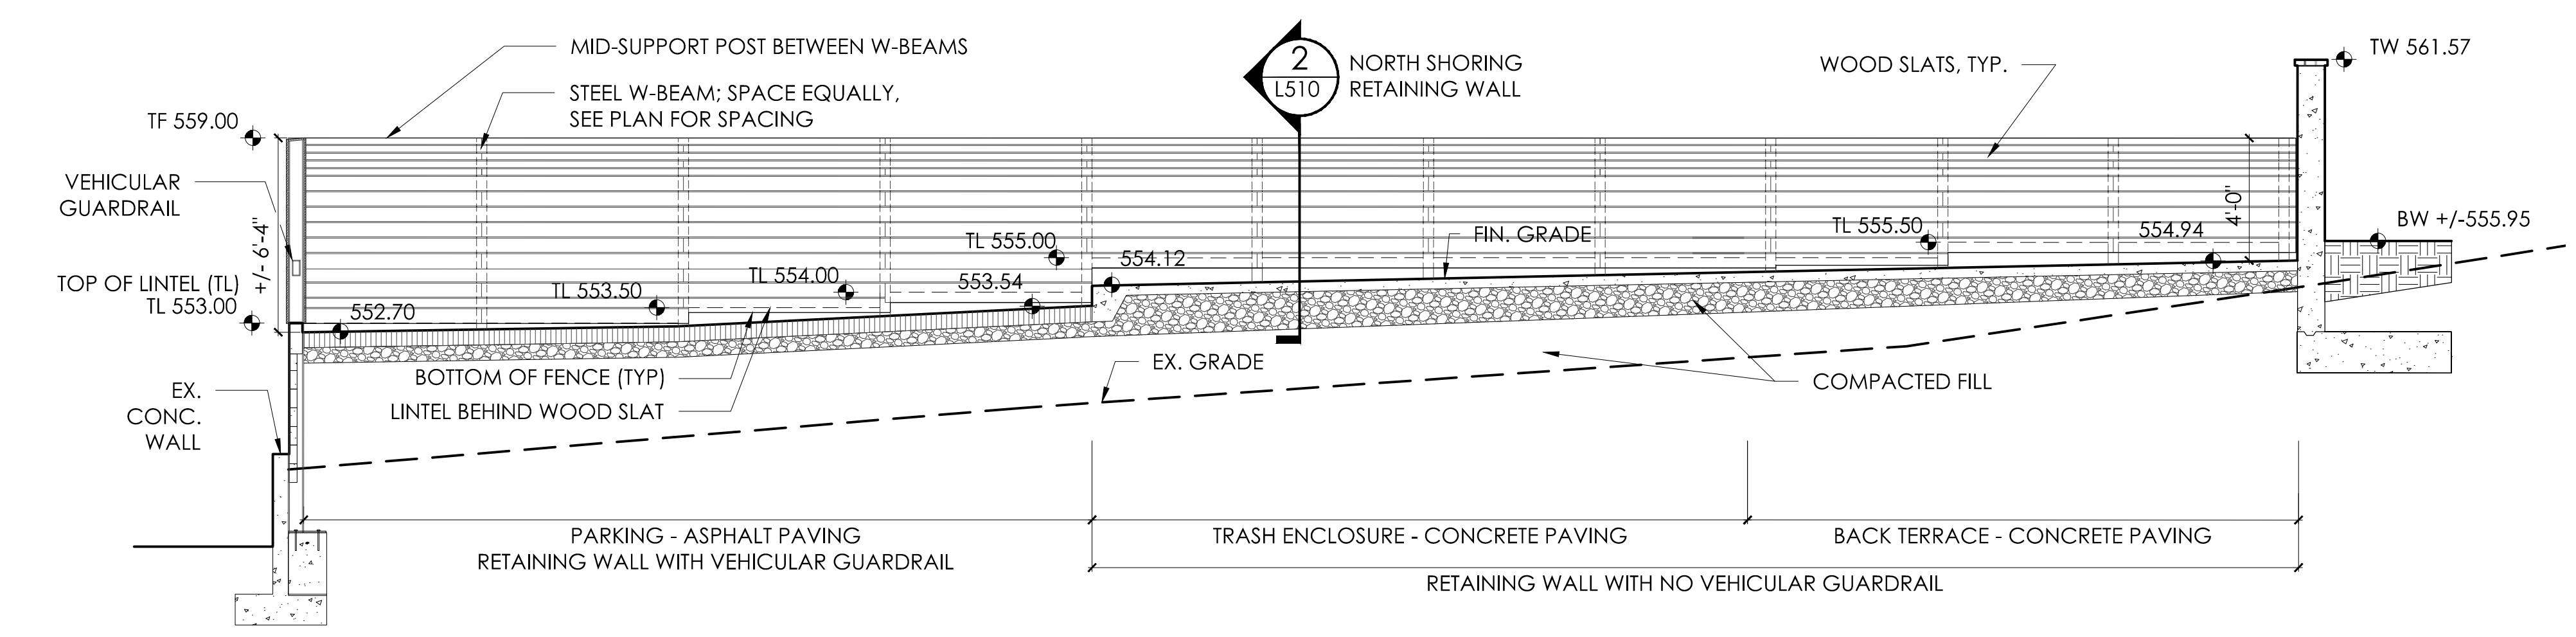 MID-SUPPORT POST BETWEEN W-BEAMS
STEEL W-BEAM; SPACE EQUALLY,
SEE PLAN FOR SPACING
2
L510
NORTH SHORING
RETAINING WALL
WOOD SLATS, TYP.
TW 561.57
TF 559.00
VEHICULAR
GUARDRAIL
+/- 6'-4"
TOP OF LINTEL (TL)
TL 553.00
552.70
TL 553.50
TL 554.00
553.54
TL 555.00
554.12
FIN. GRADE
TL 555.50
554.94
4'-0"
BW +/-555.95
BOTTOM OF FENCE (TYP)
LINTEL BEHIND WOOD SLAT
EX. GRADE
COMPACTED FILL
EX.
CONC.
WALL
PARKING - ASPHALT PAVING
RETAINING WALL WITH VEHICULAR GUARDRAIL
TRASH ENCLOSURE - CONCRETE PAVING
BACK TERRACE - CONCRETE PAVING
RETAINING WALL WITH NO VEHICULAR GUARDRAIL